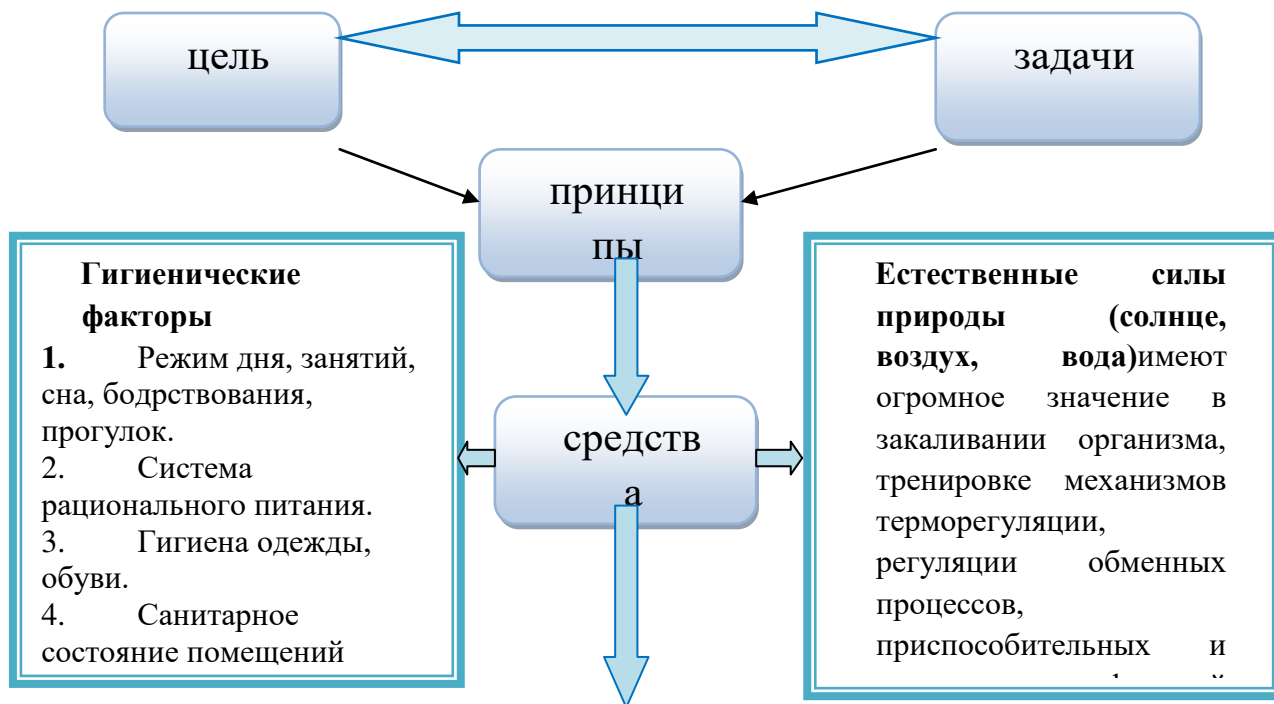 цель
задачи
принци
пы
Гигиенические
факторы
1. Режим дня, занятий,
сна, бодрствования,
прогулок.
2. Система
рационального питания.
3. Гигиена одежды,
обуви.
4. Санитарное
состояние помещений
средств
а
Естественные силы
природы (солнце,
воздух, вода)имеют
огромное значение в
закаливании организма,
тренировке механизмов
терморегуляции,
регуляции обменных
процессов,
приспособительных и